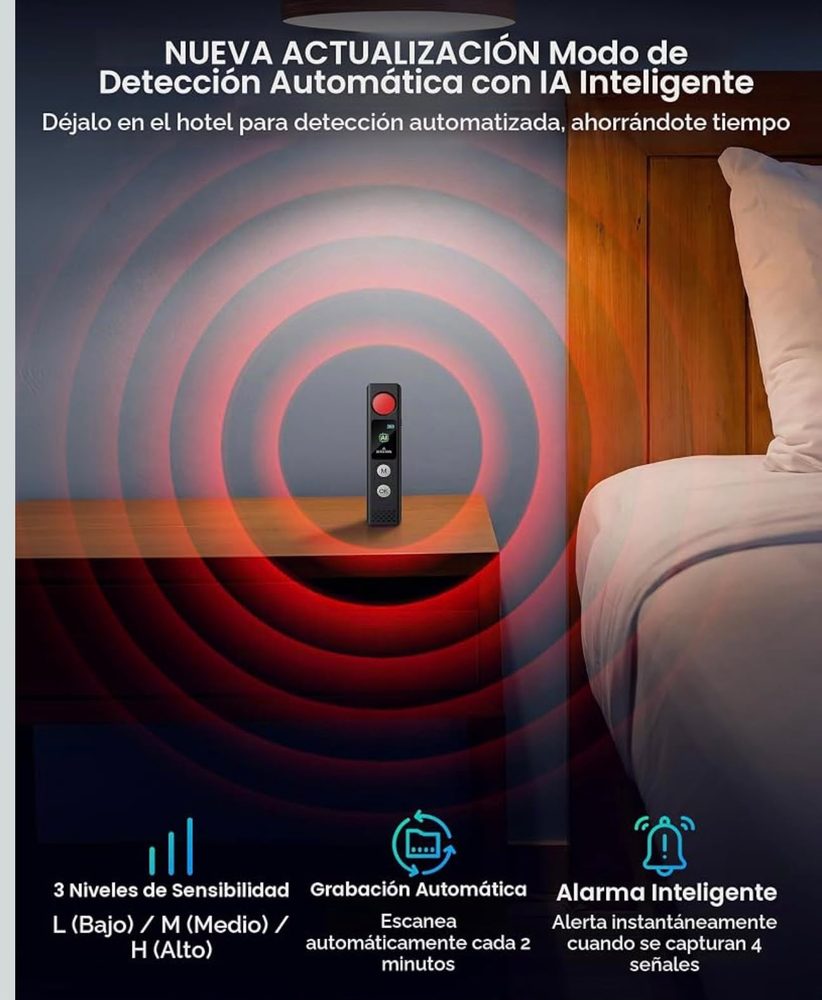 NUEVA ACTUALIZACIÓN Modo de
Detección Automática con IA Inteligente
Déjalo en el hotel para detección automatizada, ahorrándote tiempo
AI
M
OK
3 Niveles de Sensibilidad
L (Bajo) / M (Medio) /
H (Alto)
Grabación Automática
Escanea
automáticamente cada 2
minutos
Alarma Inteligente
Alerta instantáneamente
cuando se capturan 4
señales